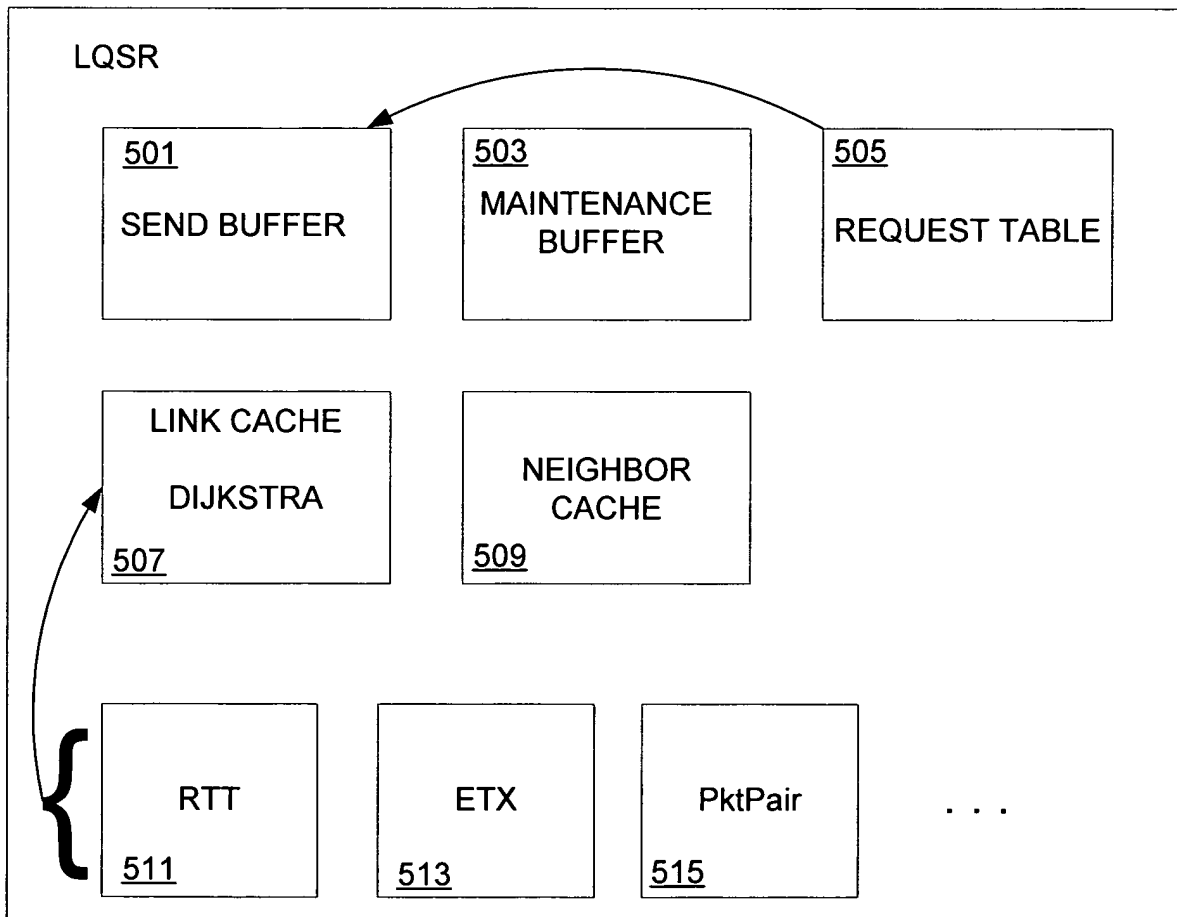 LQSR
501
SEND BUFFER
503
MAINTENANCE
BUFFER
505
REQUEST TABLE
LINK CACHE
DIJKSTRA
507
NEIGHBOR
CACHE
509
RTT
511
ETX
513
PktPair
515
. . .